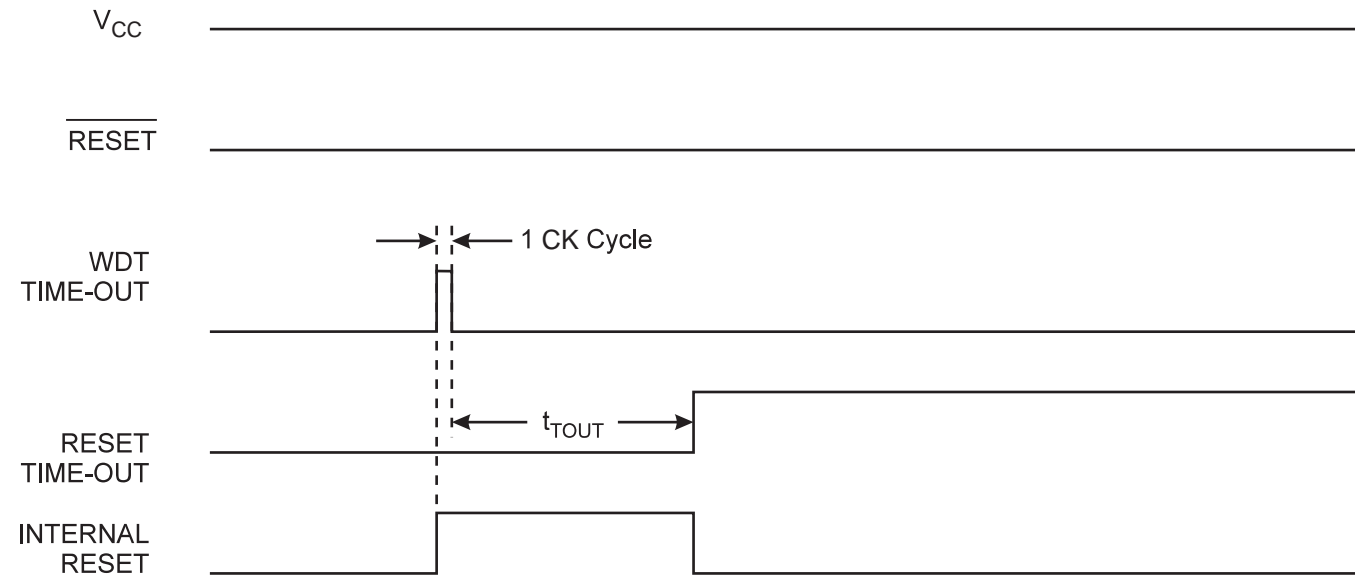 VCC
RESET
WDT
TIME-OUT
1 CK Cycle
RESET
TIME-OUT
tTOUT
INTERNAL
RESET